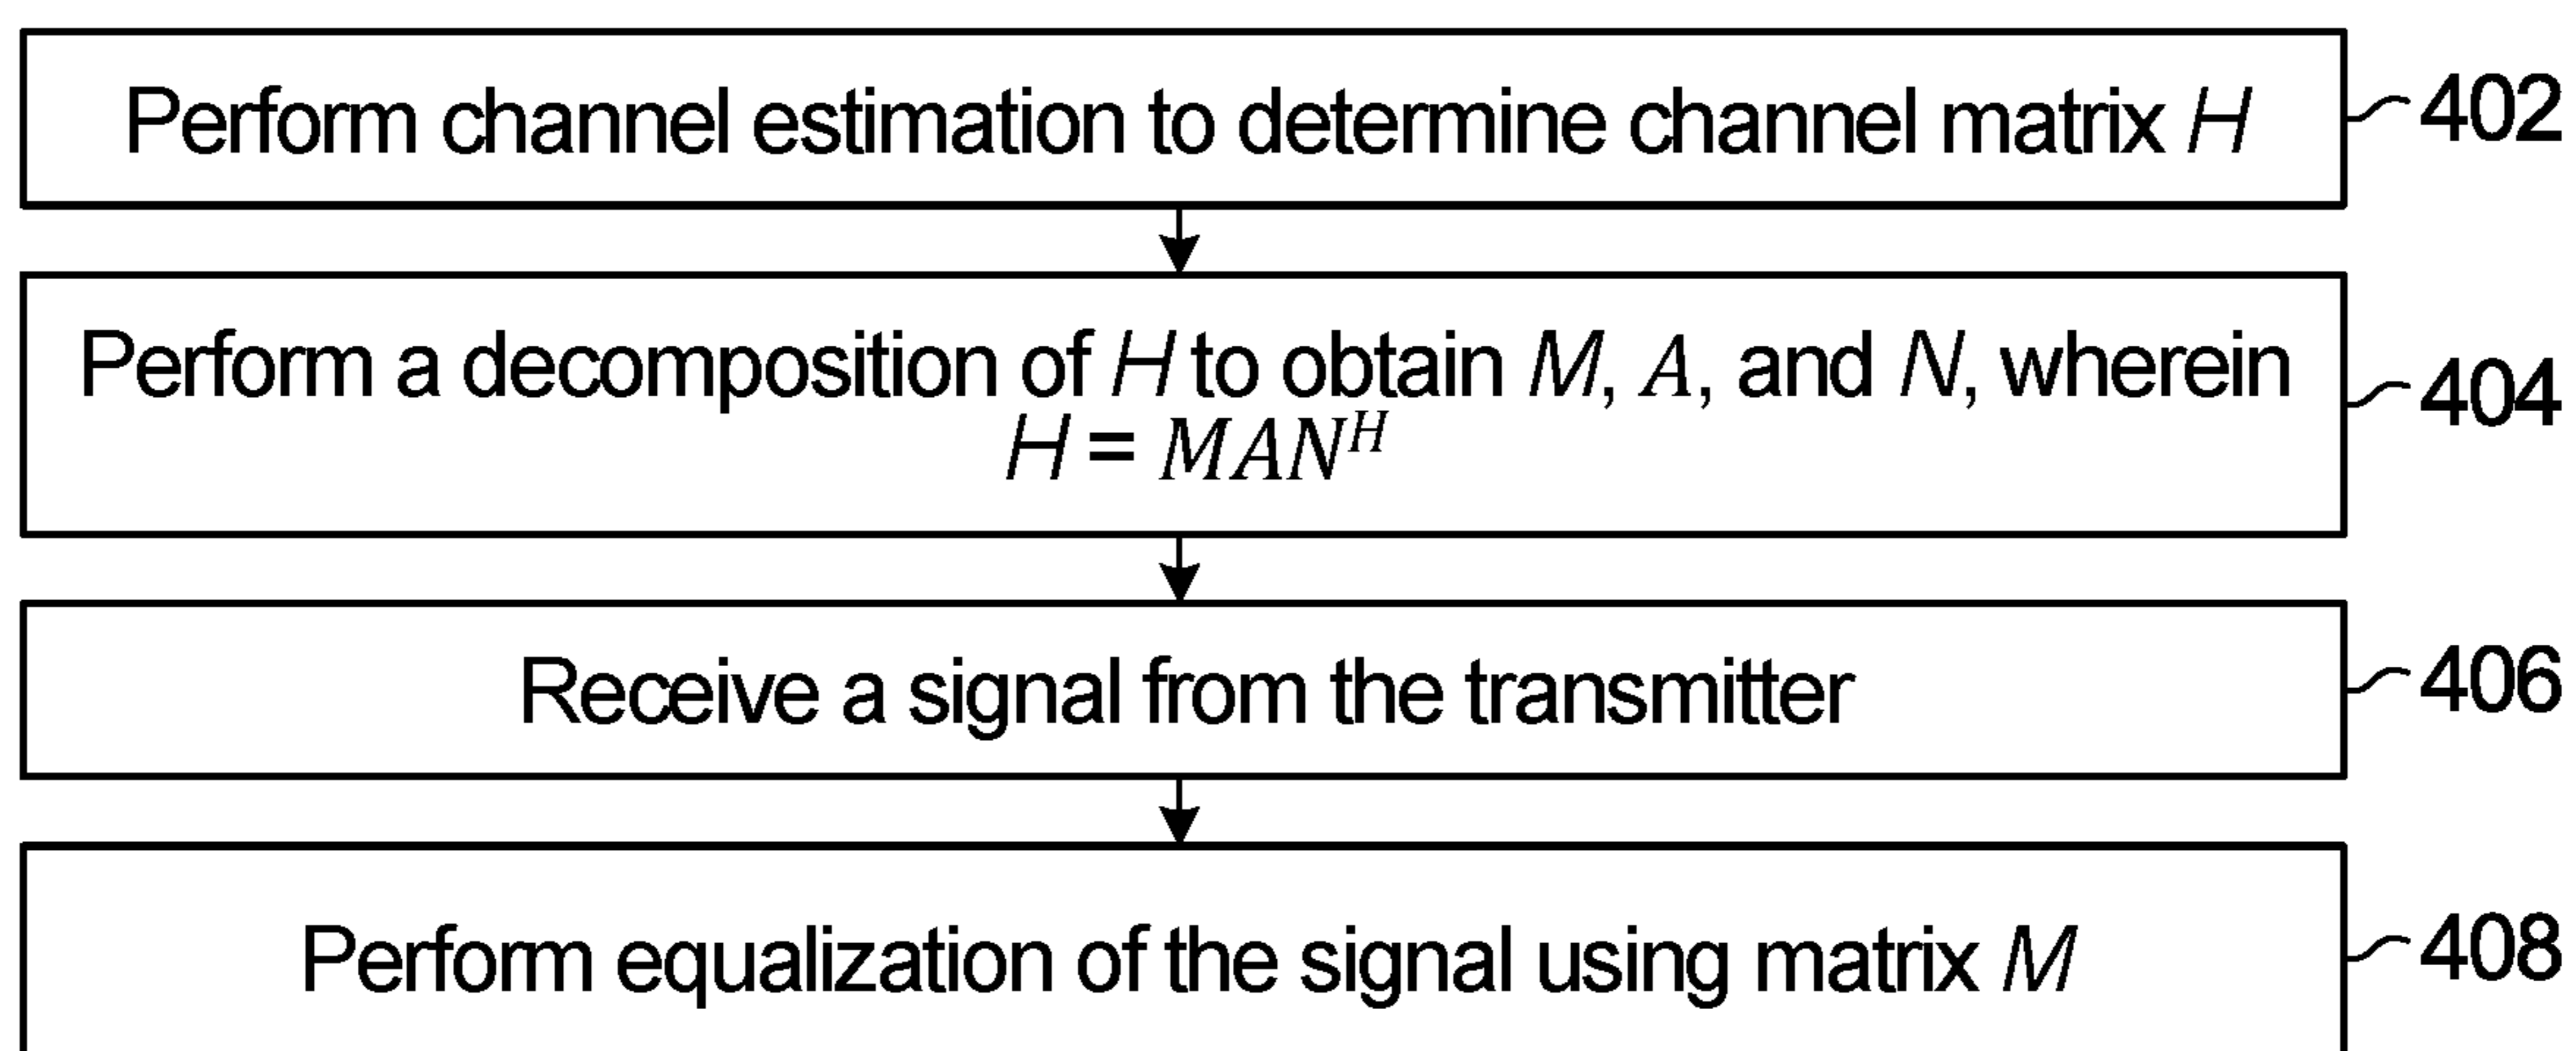 Perform channel estimation to determine channel matrix H 402
Perform a decomposition of H to obtain M, A, and N, wherein
H = MAN^H 404
Receive a signal from the transmitter 406
Perform equalization of the signal using matrix M 408